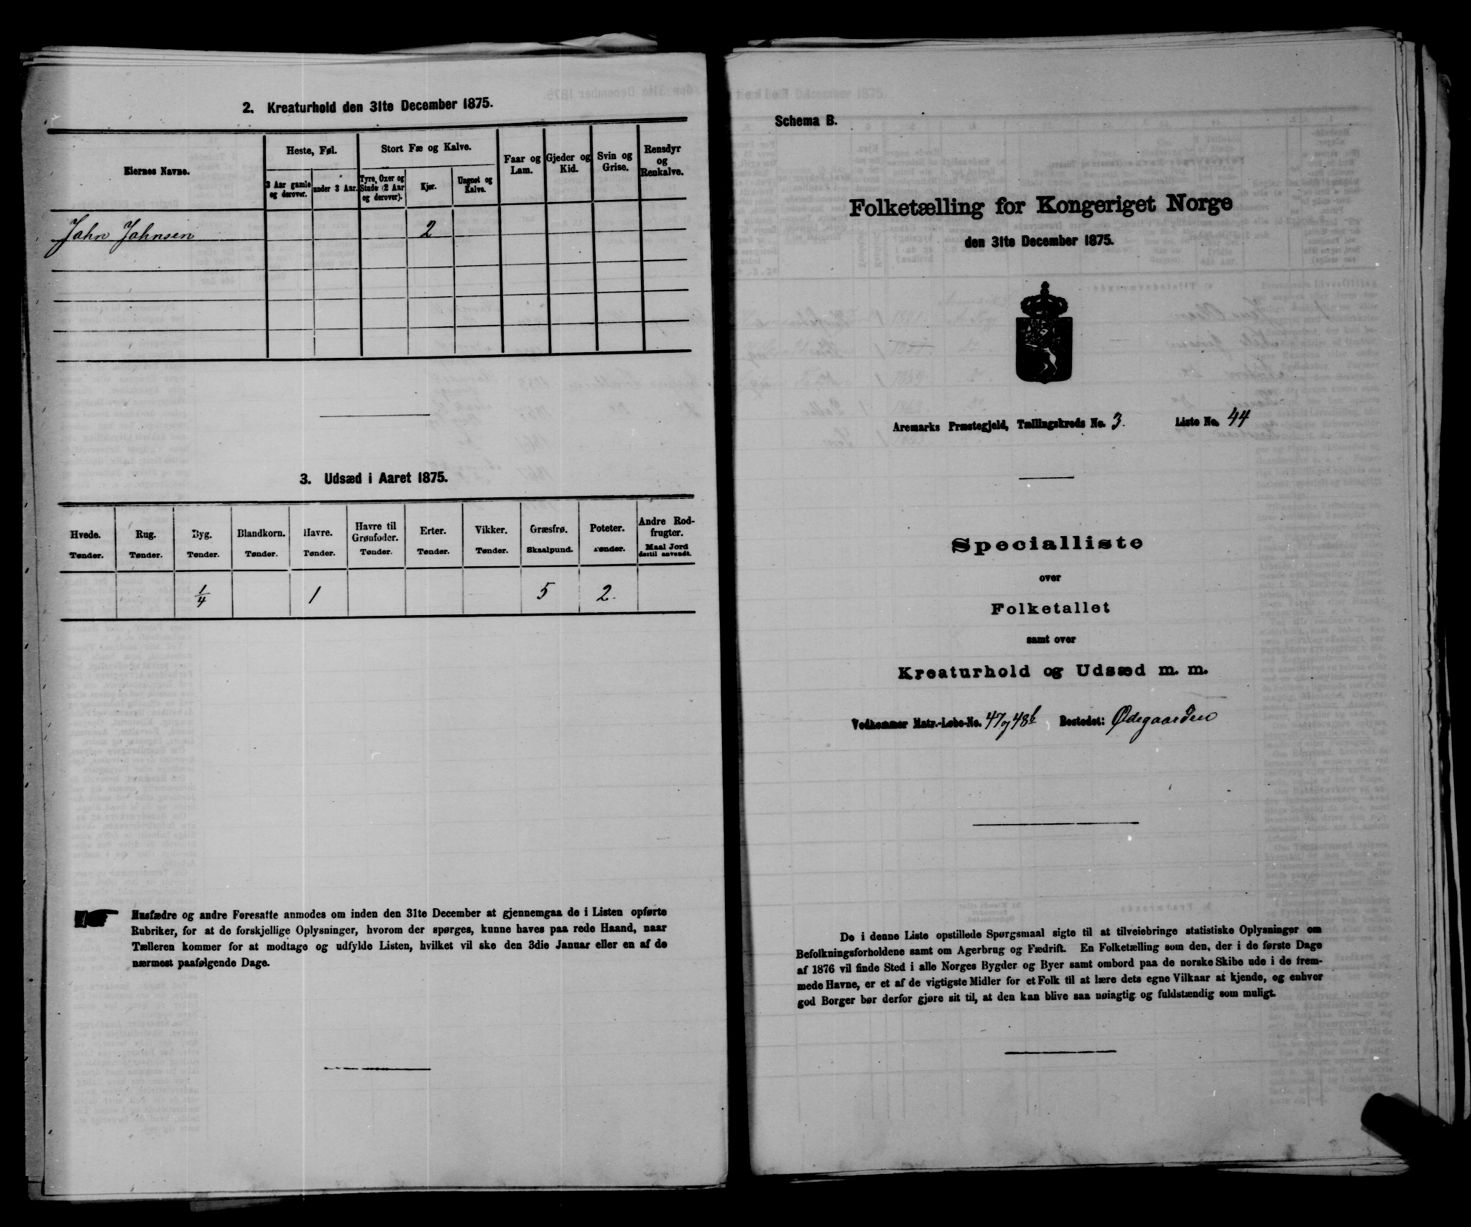 2. Kreaturhold den 31te December 1875.
Eiernes Navne.
Heste, Føl.
3 Aar gamle og derover.
under 3 Aar.
Stort Fæ og Kalve.
Tyre, Oxer og Stude (2 Aar og derover).
Kjør.
Ungnøt og Kalve.
Faar og Lam.
Gjeder og Kid.
Svin og Grise.
Rensdyr og Renkalve.
John Johnsen 2
3. Udsæd i Aaret 1875.
Hvede. Tønder.
Rug. Tønder.
Byg. Tønder.
Blandkorn. Tønder.
Havre. Tønder.
Havre til Grønfoder. Tønder.
Erter. Tønder.
Vikker. Tønder.
Græsfrø. Skaalpund.
Poteter. Tønder.
Andre Rodfrugter. Maal Jord dertil anvendt.
1/4 1 5 2.
Husfædre og andre Foresatte anmodes om inden den 31te December at gjennemgaa de i Listen opførte
Rubriker, for at de forskjellige Oplysninger, hvorom der spørges, kunne haves paa rede Haand, naar
Tælleren kommer for at modtage og udfylde Listen, hvilket vil ske den 3die Januar eller en af de
nærmest paafølgende Dage.
Schema B.
Folketælling for Kongeriget Norge
den 31te December 1875.
Aremarks Præstegjeld, Tællingskreds No. 3. Liste No. 44
Specialliste
over
Folketallet
samt over
Kreaturhold og Udsæd m. m.
Vedkommer Matr.-Løbe-No. 47 og 48b Bostedet: Ødegaarden
De i denne Liste opstillede Spørgsmaal sigte til at tilveiebringe statistiske Oplysninger om
Befolkningsforholdene samt om Agerbrug og Fædrift. En Folketælling som den, der i de første Dage
af 1876 vil finde Sted i alle Norges Bygder og Byer samt ombord paa de norske Skibe ude i de frem-
mede Havne, er et af de vigtigste Midler for et Folk til at lære dets egne Vilkaar at kjende, og enhver
god Borger bør derfor gjøre sit til, at den kan blive saa nøiagtig og fuldstændig som muligt.